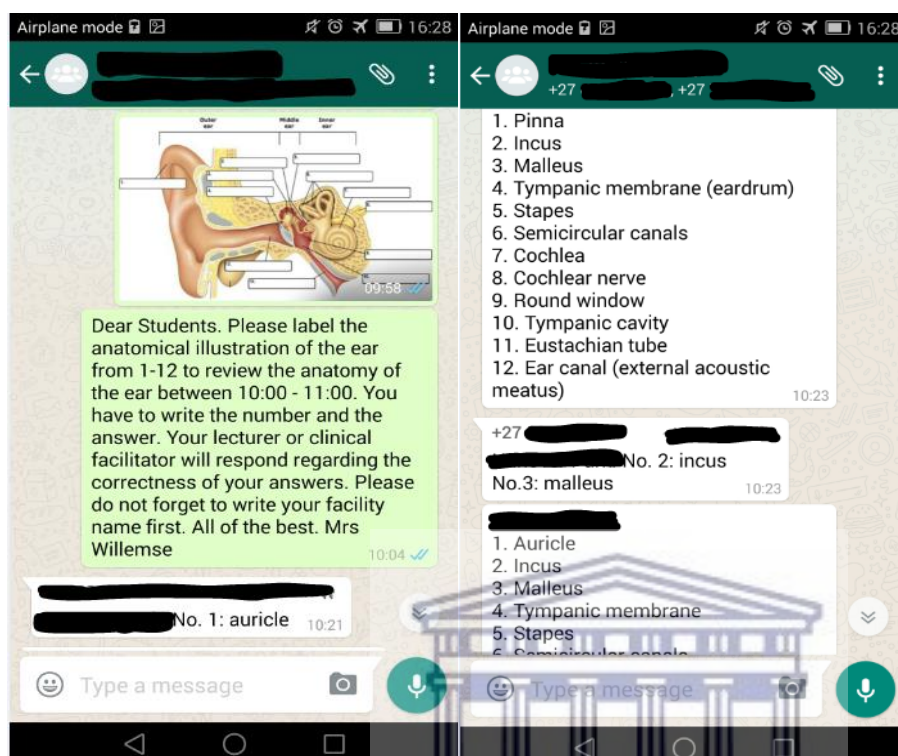 Airplane mode 16:28
Outer ear
Middle ear
Inner ear
09:58
Dear Students. Please label the
anatomical illustration of the ear
from 1-12 to review the anatomy of
the ear between 10:00 - 11:00. You
have to write the number and the
answer. Your lecturer or clinical
facilitator will respond regarding the
correctness of your answers. Please
do not forget to write your facility
name first. All of the best. Mrs
Willemse
10:04
No. 1: auricle 10:21
Type a message
Airplane mode 16:28
+27 , +27
1. Pinna
2. Incus
3. Malleus
4. Tympanic membrane (eardrum)
5. Stapes
6. Semicircular canals
7. Cochlea
8. Cochlear nerve
9. Round window
10. Tympanic cavity
11. Eustachian tube
12. Ear canal (external acoustic
meatus)
10:23
+27
No. 2: incus
No.3: malleus
10:23
1. Auricle
2. Incus
3. Malleus
4. Tympanic membrane
5. Stapes
6. Semicircular canals
Type a message